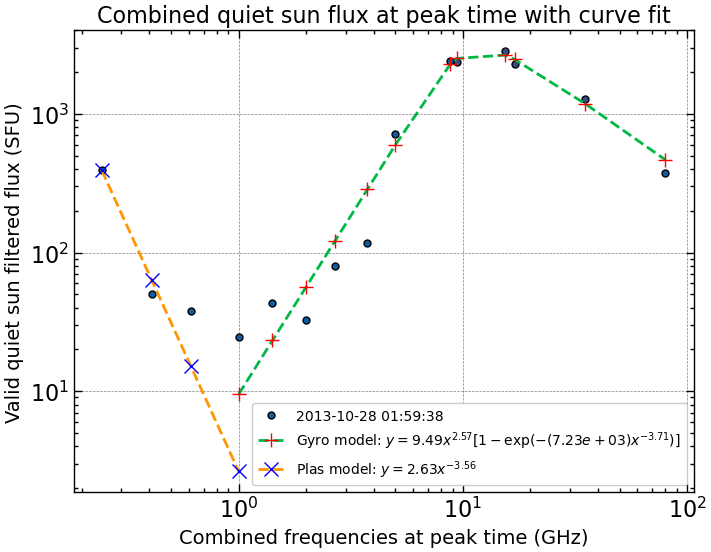 Combined quiet sun flux at peak time with curve fit
Valid quiet sun filtered flux (SFU)
10³
10²
10¹
2013-10-28 01:59:38
Gyro model: y = 9.49x^{2.57}[1 − exp(−(7.23e + 03)x^{−3.71})]
Plas model: y = 2.63x^{−3.56}
10⁰ 10¹ 10²
Combined frequencies at peak time (GHz)